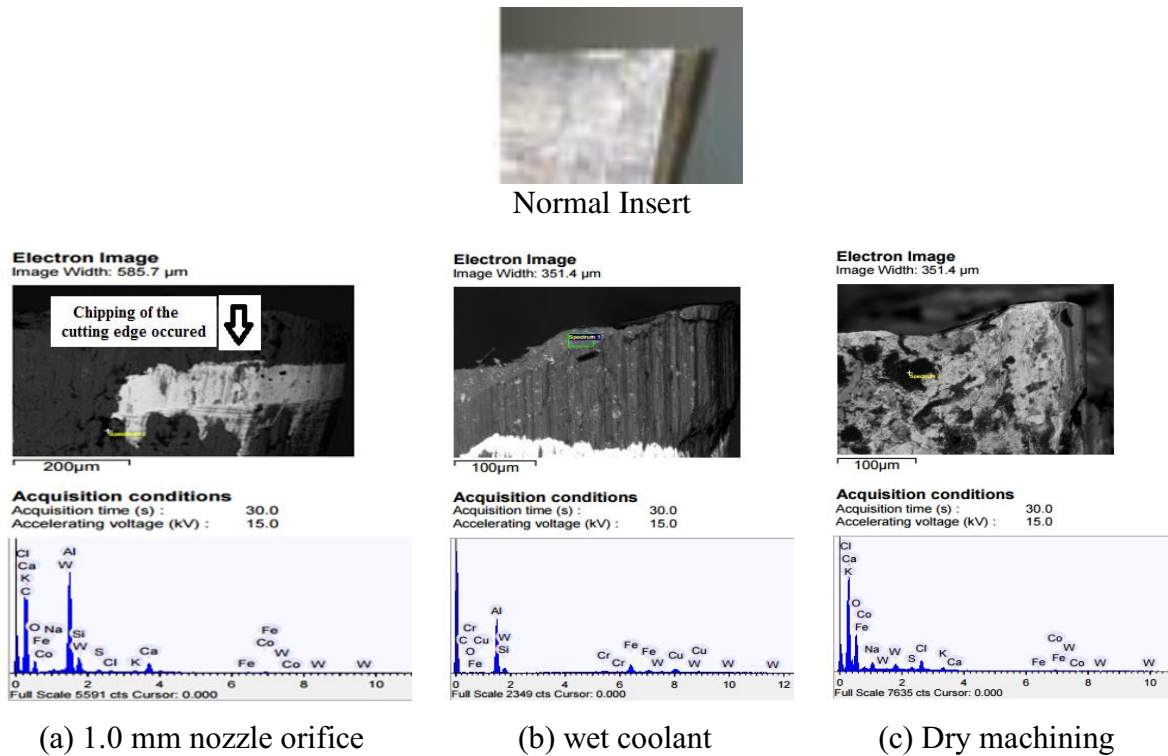 Normal Insert
Electron Image
Image Width: 585.7 µm
Chipping of the
cutting edge occured
200µm
Acquisition conditions
Acquisition time (s) : 30.0
Accelerating voltage (kV) : 15.0
Cl
Ca
K
C
O
Na
Fe
Co
Al
W
Si
W
S
Cl
K
Ca
Fe
Co
Fe
W
Co
W
W
0 2 4 6 8 10
Full Scale 5591 cts Cursor: 0.000
(a) 1.0 mm nozzle orifice
Electron Image
Image Width: 351.4 µm
Spectrum 1
100µm
Acquisition conditions
Acquisition time (s) : 30.0
Accelerating voltage (kV) : 15.0
Cr
C
Cu
O
Fe
Al
W
Si
Cr
Cr
Fe
Fe
W
Cu
Cu
W
W
W
0 2 4 6 8 10 12
Full Scale 2349 cts Cursor: 0.000
(b) wet coolant
Electron Image
Image Width: 351.4 µm
100µm
Acquisition conditions
Acquisition time (s) : 30.0
Accelerating voltage (kV) : 15.0
Cl
Ca
K
O
Co
Fe
Na
W
W
S
Cl
K
Ca
Co
W
Fe
Fe
Co
W
W
0 2 4 6 8 10
Full Scale 7635 cts Cursor: 0.000
(c) Dry machining